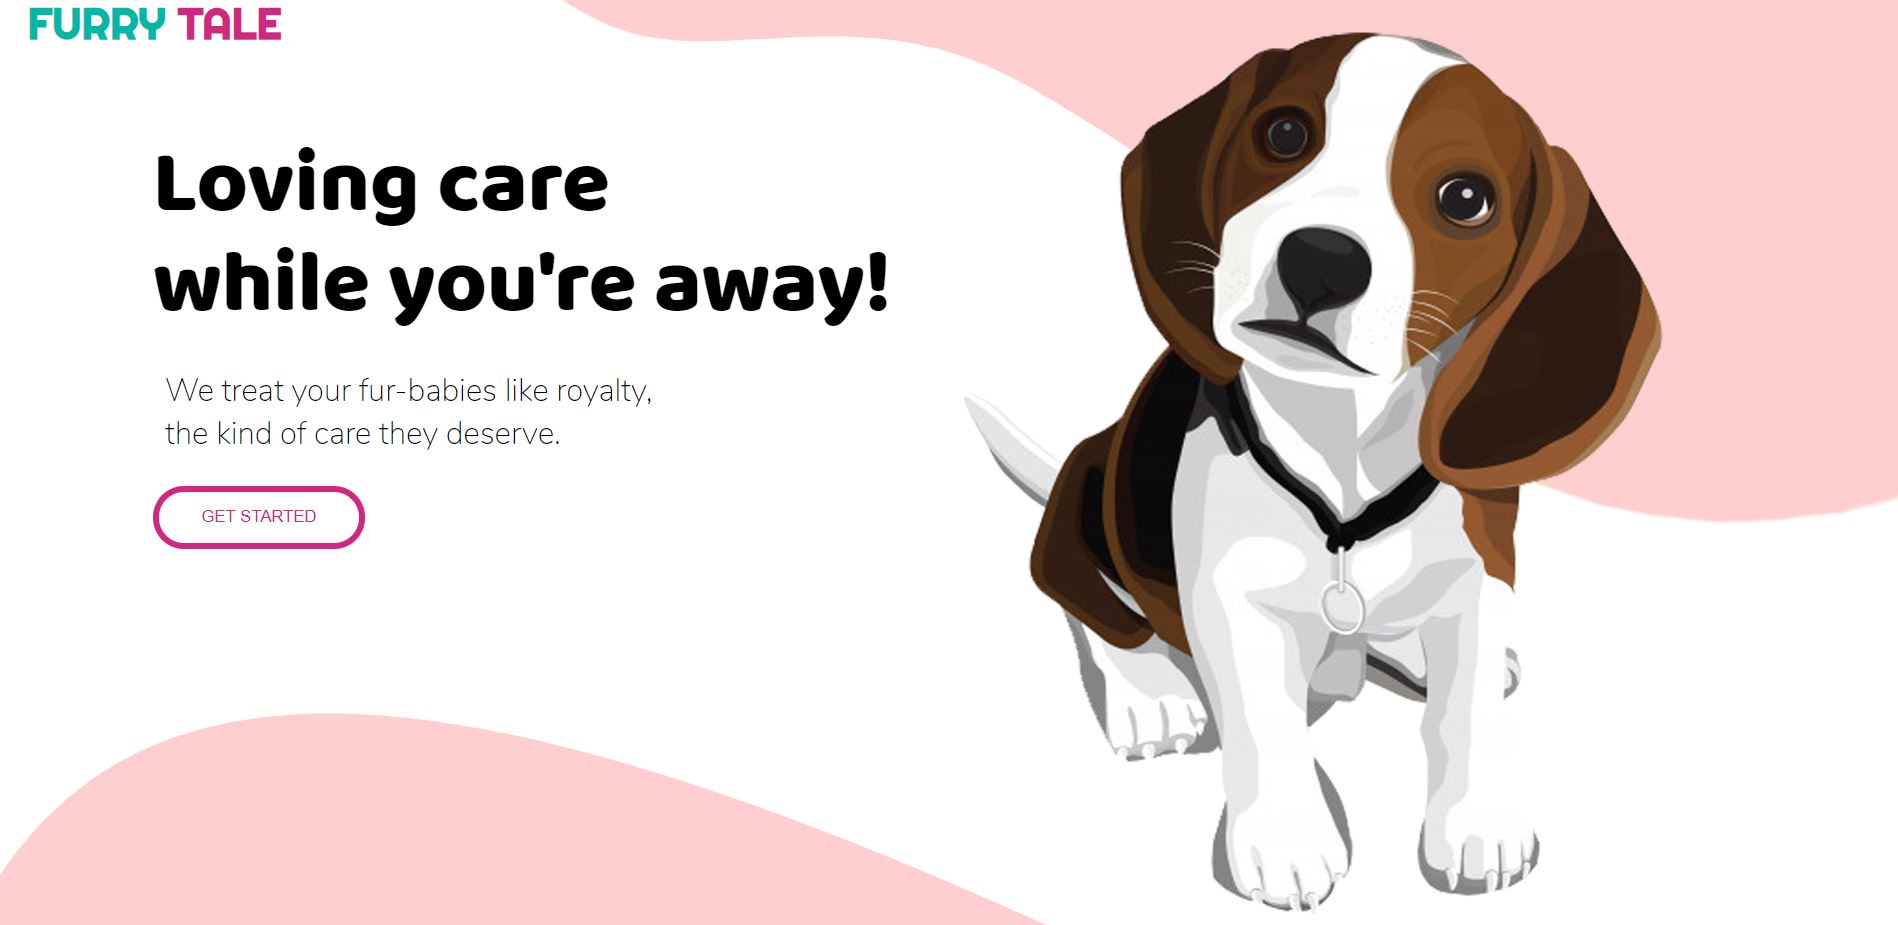 FURRY TALE
Loving care
while you're away!
We treat your fur-babies like royalty,
the kind of care they deserve.
GET STARTED